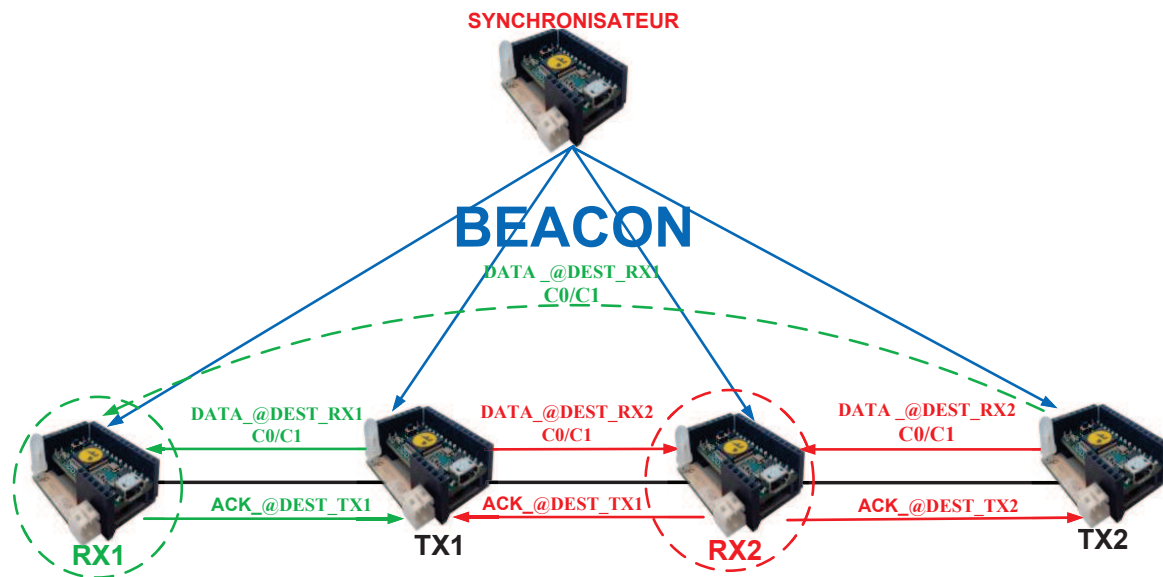 SYNCHRONISATEUR
BEACON
DATA _@DEST_RX1
C0/C1
DATA_@DEST_RX1
C0/C1
DATA_@DEST_RX2
C0/C1
DATA _@DEST_RX2
C0/C1
ACK_@DEST_TX1
ACK_@DEST_TX1
ACK_@DEST_TX2
RX1
TX1
RX2
TX2